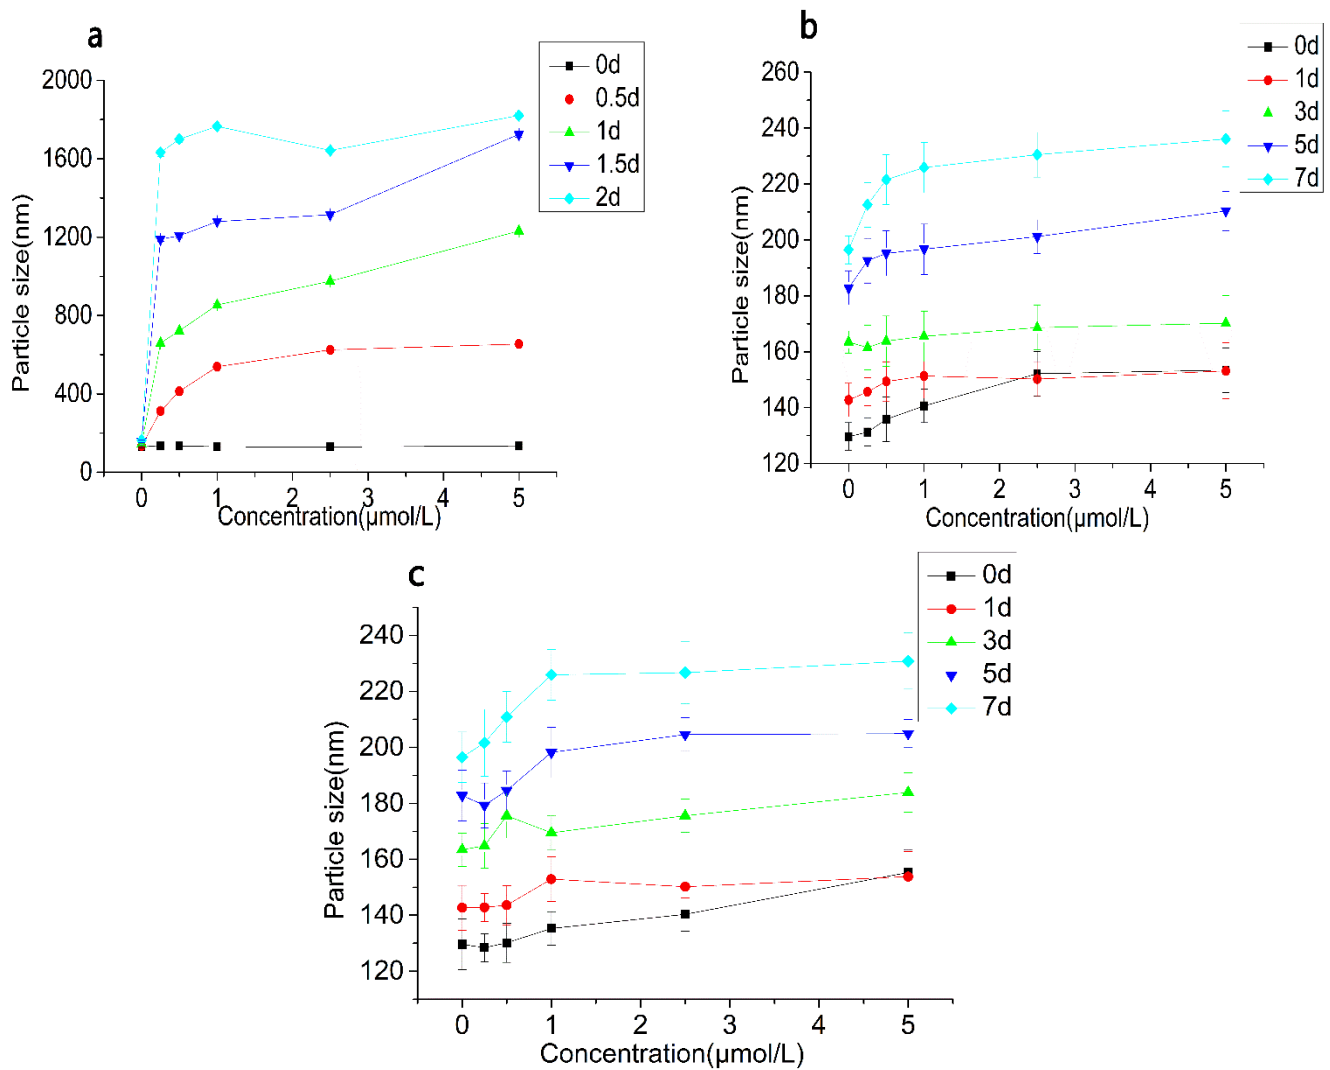 a
0d
0.5d
1d
1.5d
2d
2000
1600
1200
800
400
0
Particle size(nm)
0 1 2 3 4 5
Concentration(μmol/L)
b
0d
1d
3d
5d
7d
260
240
220
200
180
160
140
120
Particle size(nm)
0 1 2 3 4 5
Concentration(μmol/L)
c
0d
1d
3d
5d
7d
240
220
200
180
160
140
120
Particle size(nm)
0 1 2 3 4 5
Concentration(μmol/L)